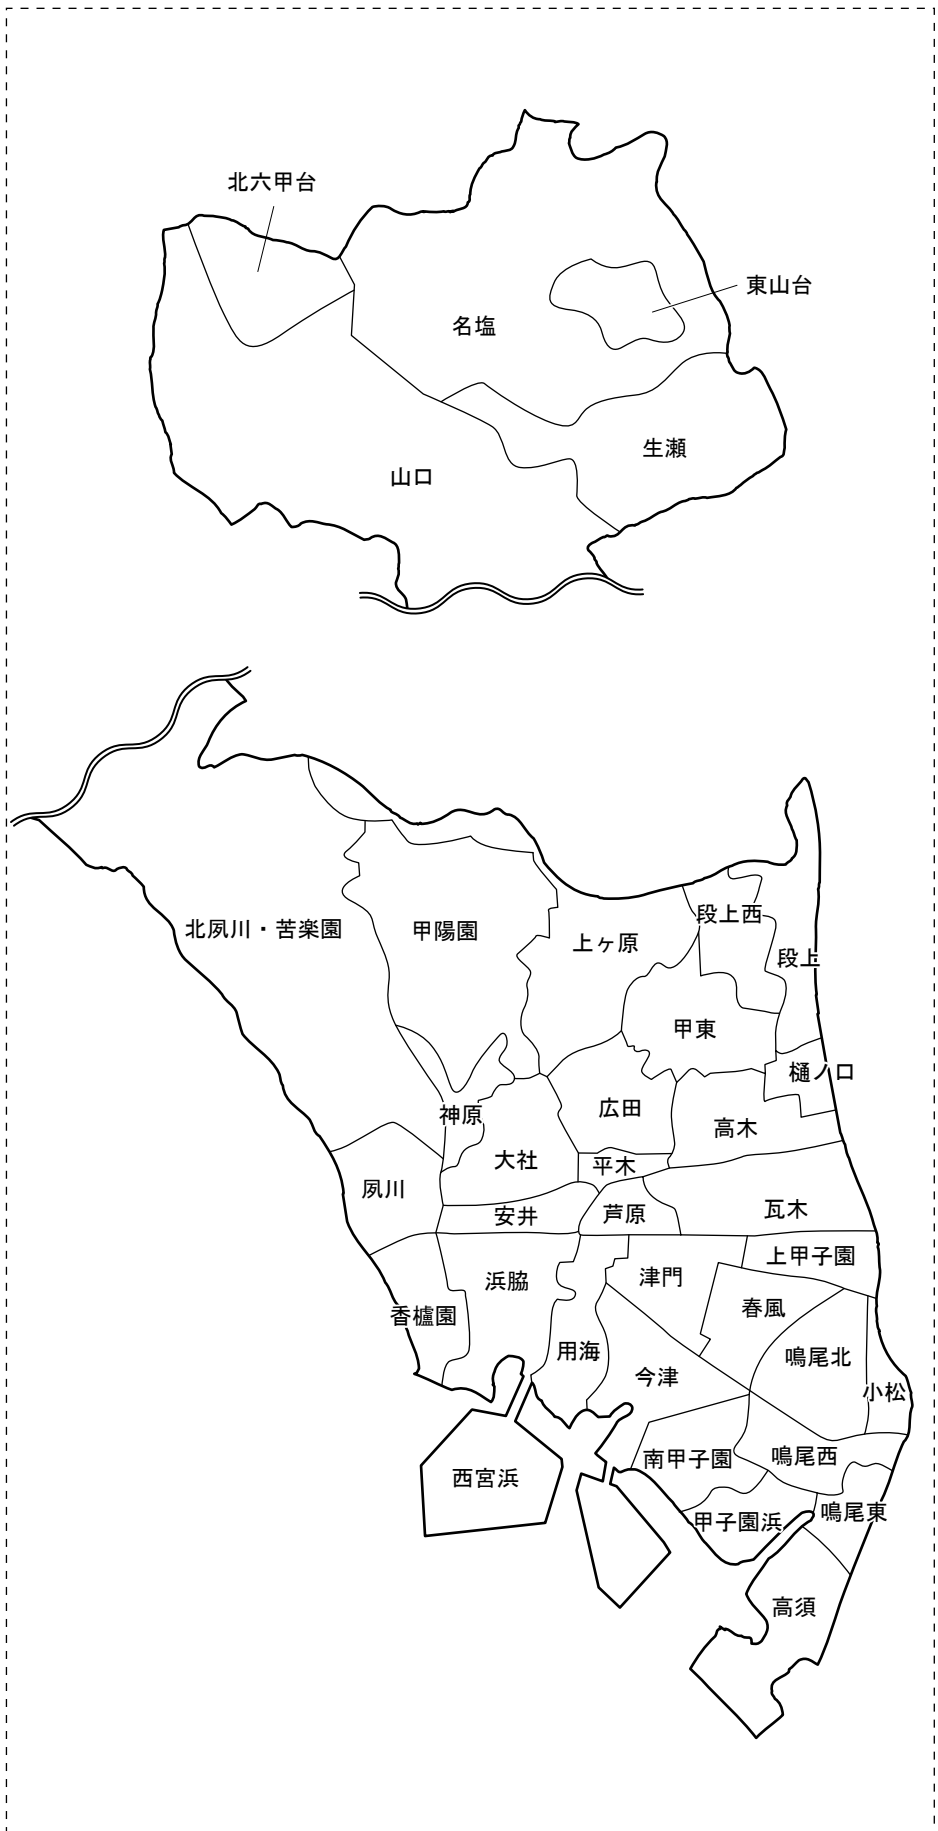 北六甲台
東山台
名塩
生瀬
山口
北夙川・苦楽園
甲陽園
上ヶ原
段上西
段上
甲東
樋ノ口
神原
広田
高木
大社
平木
夙川
安井
芦原
瓦木
上甲子園
浜脇
津門
春風
香櫨園
用海
今津
鳴尾北
小松
南甲子園
鳴尾西
西宮浜
甲子園浜
鳴尾東
高須